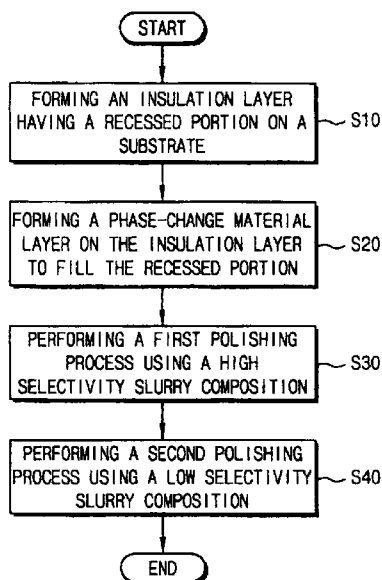 START
FORMING AN INSULATION LAYER
HAVING A RECESSED PORTION ON A
SUBSTRATE
S10
FORMING A PHASE-CHANGE MATERIAL
LAYER ON THE INSULATION LAYER
TO FILL THE RECESSED PORTION
S20
PERFORMING A FIRST POLISHING
PROCESS USING A HIGH
SELECTIVITY SLURRY COMPOSITION
S30
PERFORMING A SECOND POLISHING
PROCESS USING A LOW SELECTIVITY
SLURRY COMPOSITION
S40
END